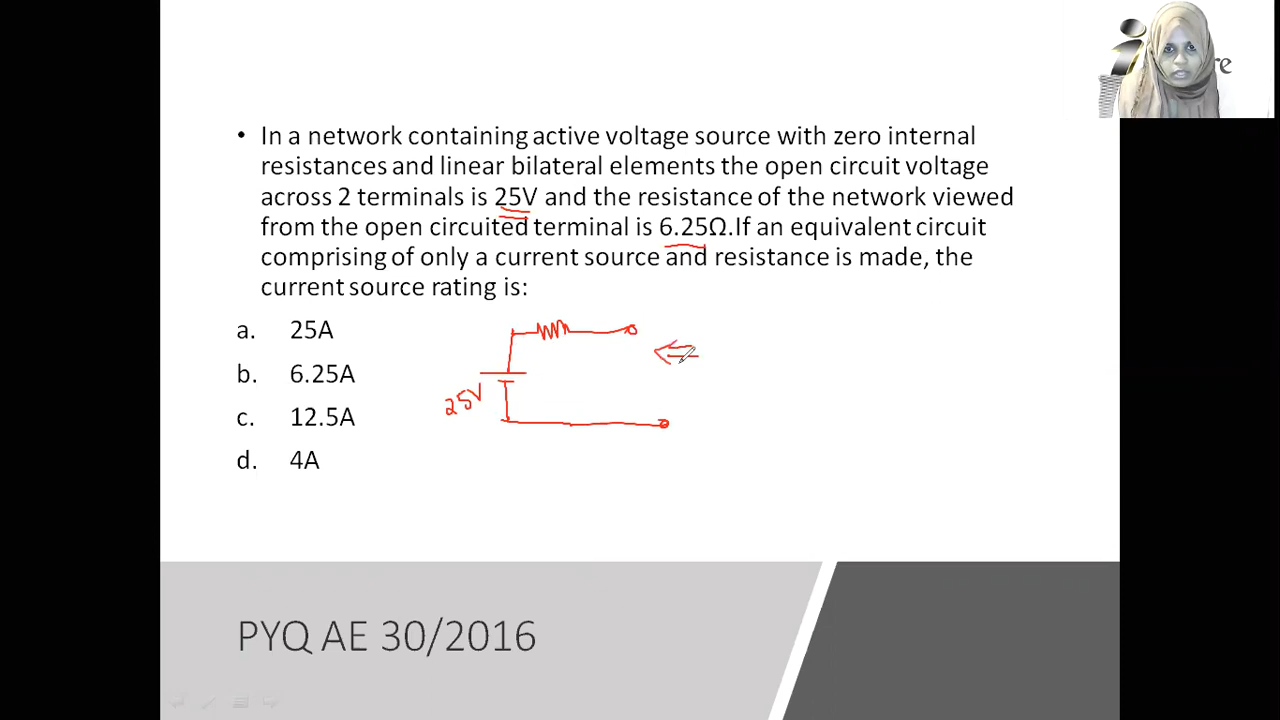 • In a network containing active voltage source with zero internal
resistances and linear bilateral elements the open circuit voltage
across 2 terminals is 25V and the resistance of the network viewed
from the open circuited terminal is 6.25Ω.If an equivalent circuit
comprising of only a current source and resistance is made, the
current source rating is:
a. 25A
b. 6.25A
c. 12.5A
d. 4A
25V
PYQ AE 30/2016